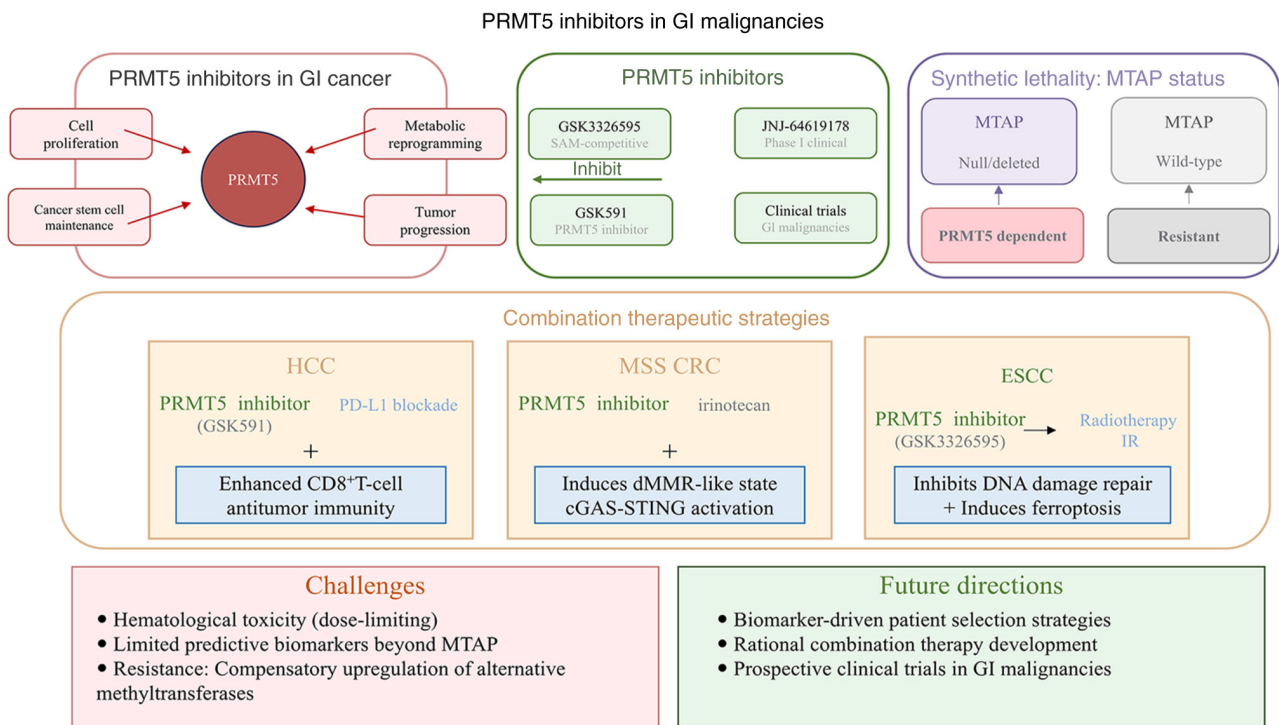 PRMT5 inhibitors in GI malignancies
PRMT5 inhibitors in GI cancer
Cell
proliferation
Metabolic
reprogramming
PRMT5
Cancer stem cell
maintenance
Tumor
progression
PRMT5 inhibitors
GSK3326595
SAM-competitive
JNJ-64619178
Phase I clinical
Inhibit
GSK591
PRMT5 inhibitor
Clinical trials
GI malignancies
Synthetic lethality: MTAP status
MTAP
Null/deleted
MTAP
Wild-type
PRMT5 dependent
Resistant
Combination therapeutic strategies
HCC
PRMT5 inhibitor
(GSK591)
PD-L1 blockade
+
Enhanced CD8⁺T-cell
antitumor immunity
MSS CRC
PRMT5 inhibitor
irinotecan
+
Induces dMMR-like state
cGAS-STING activation
ESCC
PRMT5 inhibitor
(GSK3326595)
Radiotherapy
IR
Inhibits DNA damage repair
+ Induces ferroptosis
Challenges
• Hematological toxicity (dose-limiting)
• Limited predictive biomarkers beyond MTAP
• Resistance: Compensatory upregulation of alternative
methyltransferases
Future directions
• Biomarker-driven patient selection strategies
• Rational combination therapy development
• Prospective clinical trials in GI malignancies